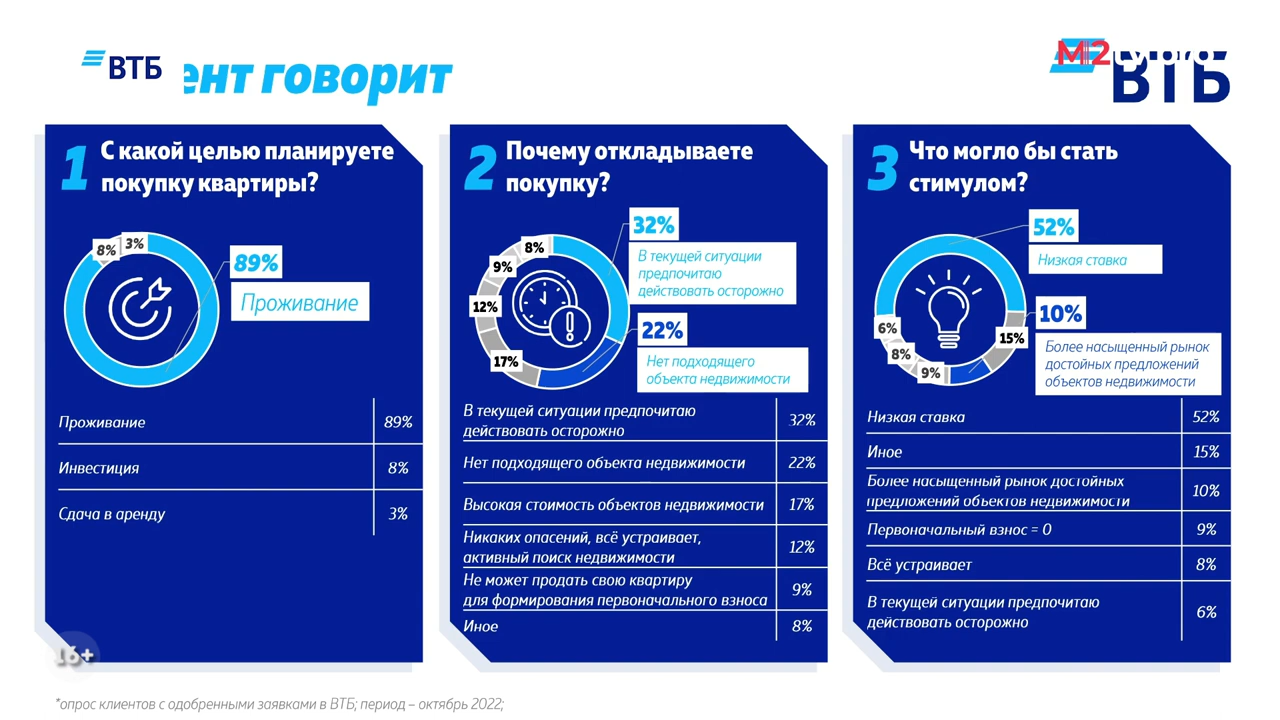 ВТБ
ент говорит
M2
ВТБ
1 С какой целью планируете
покупку квартиры?
8%
3%
89%
Проживание
Проживание 89%
Инвестиция 8%
Сдача в аренду 3%
2 Почему откладываете
покупку?
32%
В текущей ситуации
предпочитаю
действовать осторожно
22%
Нет подходящего
объекта недвижимости
8%
9%
12%
17%
В текущей ситуации предпочитаю
действовать осторожно 32%
Нет подходящего объекта недвижимости 22%
Высокая стоимость объектов недвижимости 17%
Никаких опасений, всё устраивает,
активный поиск недвижимости 12%
Не может продать свою квартиру
для формирования первоначального взноса 9%
Иное 8%
3 Что могло бы стать
стимулом?
52%
Низкая ставка
10%
Более насыщенный рынок
достойных предложений
объектов недвижимости
6%
8%
9%
15%
Низкая ставка 52%
Иное 15%
Более насыщенный рынок достойных
предложений объектов недвижимости 10%
Первоначальный взнос = 0 9%
Всё устраивает 8%
В текущей ситуации предпочитаю
действовать осторожно 6%
16+
*опрос клиентов с одобренными заявками в ВТБ; период – октябрь 2022;